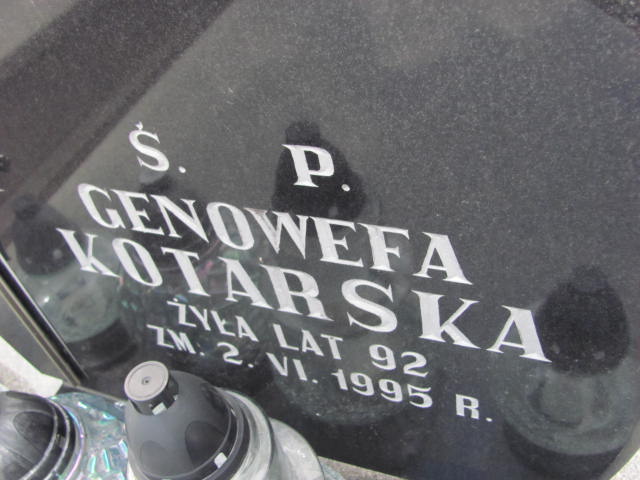 Ś. P.
GENOWEFA
KOTARSKA
ŻYŁA LAT 92
ZM. 2. VI. 1995 R.